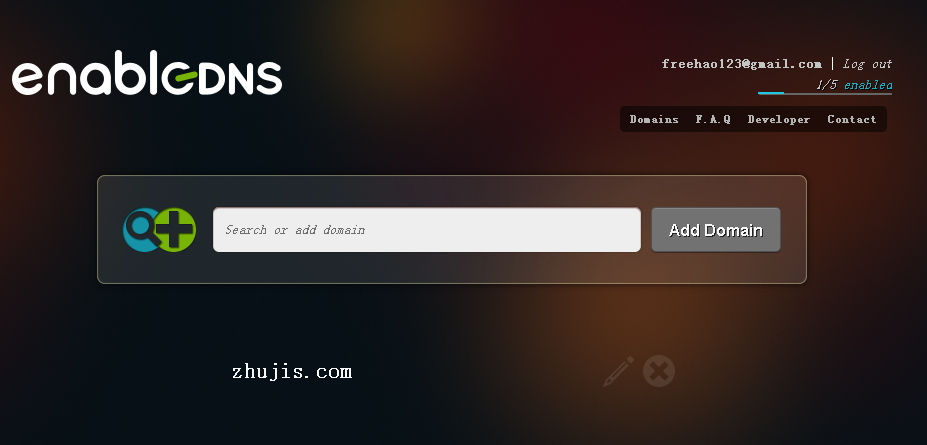 enableDNS
freehao123@gmail.com | Log out
1/5 enabled
Domains F.A.Q Developer Contact
Search or add domain
Add Domain
zhujis.com